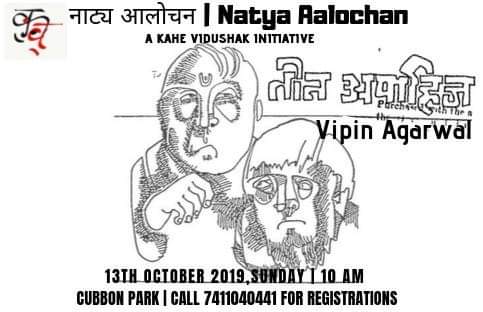 नाट्य आलोचन | Natya Aalochan
A KAHE VIDUSHAK INITIATIVE
तीन अपाहिज
Vipin Agarwal
13TH OCTOBER 2019,SUNDAY | 10 AM
CUBBON PARK | CALL 7411040441 FOR REGISTRATIONS